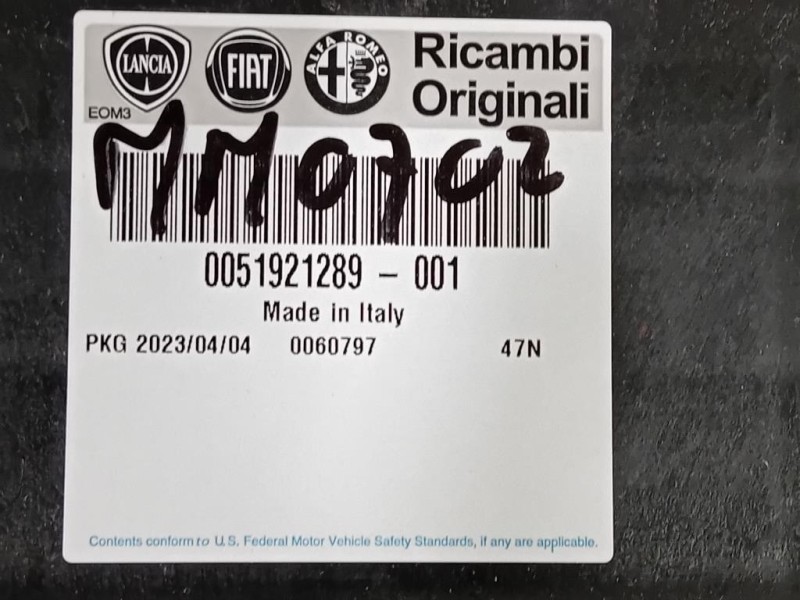 LANCIA FIAT ALFA ROMEO Ricambi
Originali
EOM3
MM0702
0051921289 - 001
Made in Italy
PKG 2023/04/04 0060797 47N
Contents conform to U.S. Federal Motor Vehicle Safety Standards, if any are applicable.